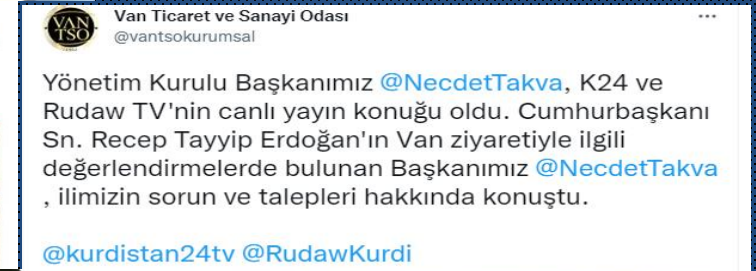 VAN
TSO
Van Ticaret ve Sanayi Odası
@vantsokurumsal
Yönetim Kurulu Başkanımız @NecdetTakva, K24 ve
Rudaw TV'nin canlı yayın konuğu oldu. Cumhurbaşkanı
Sn. Recep Tayyip Erdoğan'ın Van ziyaretiyle ilgili
değerlendirmelerde bulunan Başkanımız @NecdetTakva
, ilimizin sorun ve talepleri hakkında konuştu.
@kurdistan24tv @RudawKurdi